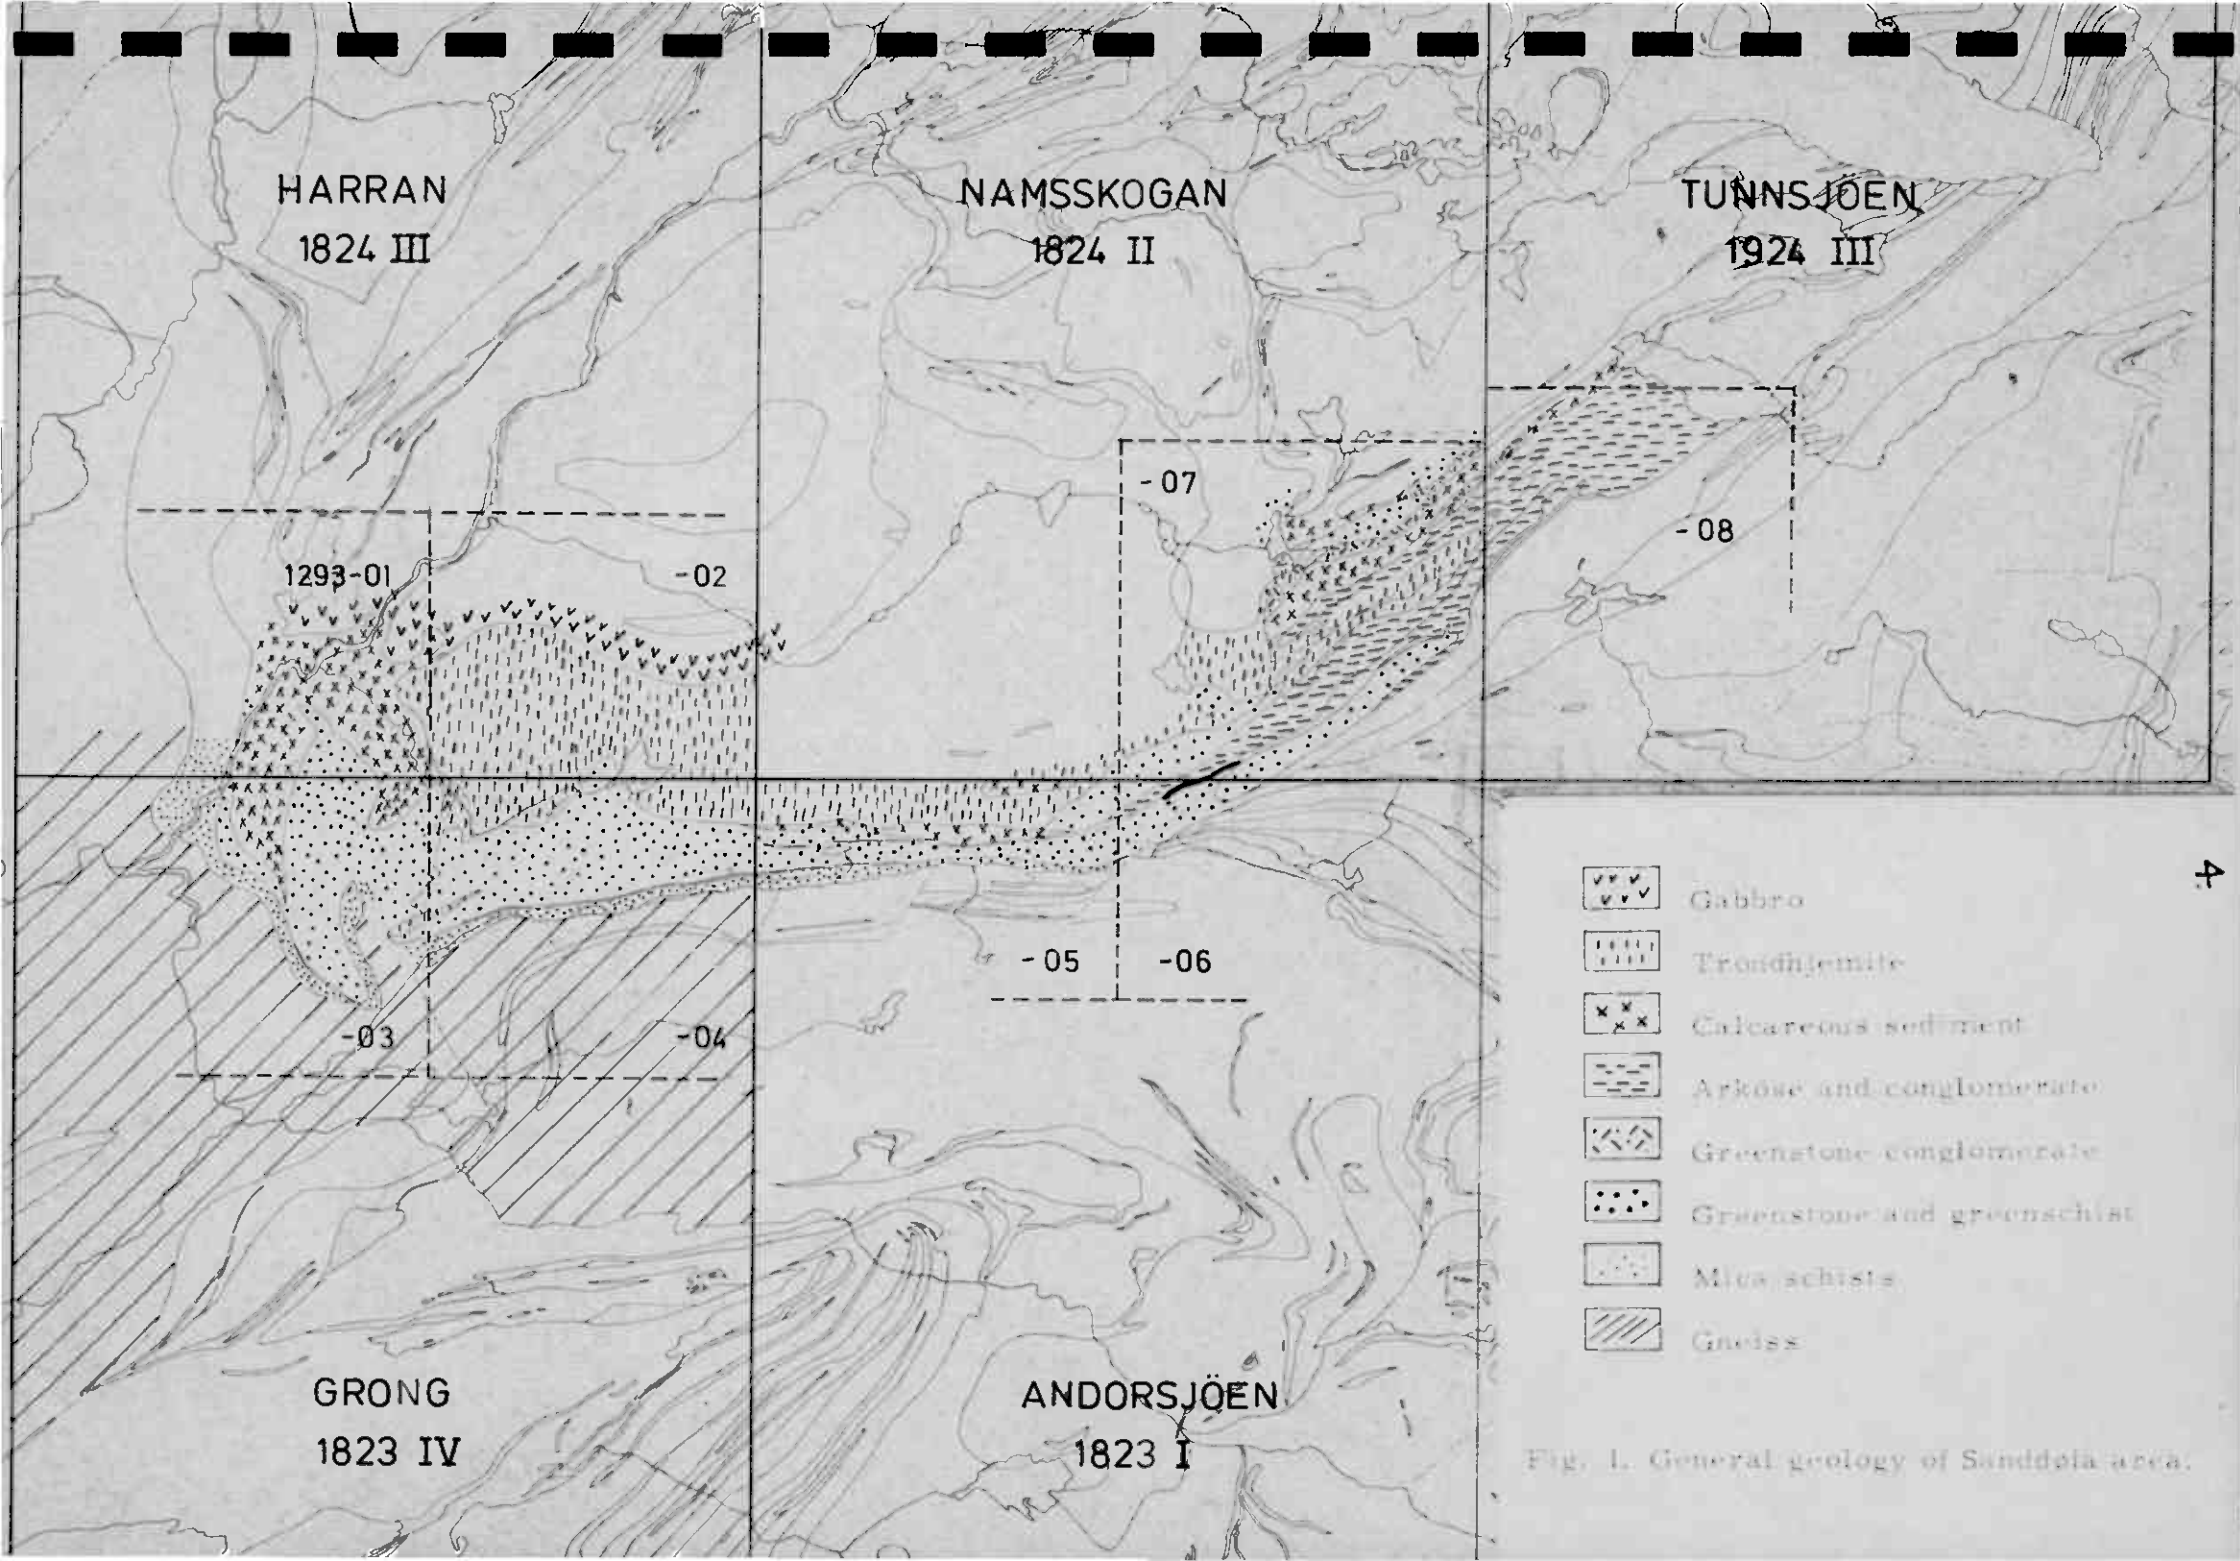 HARRAN
1824 III
NAMSSKOGAN
1824 II
TUNNSJÖEN
1924 III
-07
-08
1293-01
-02
-05
-06
-03
-04
GRONG
1823 IV
ANDORSJÖEN
1823 I
4.
Gabbro
Trondhjemite
Calcareous sediment
Arkose and conglomerate
Greenstone conglomerate
Greenstone and greenschist
Mica schists
Gneiss
Fig. 1. General geology of Sanddøla area.